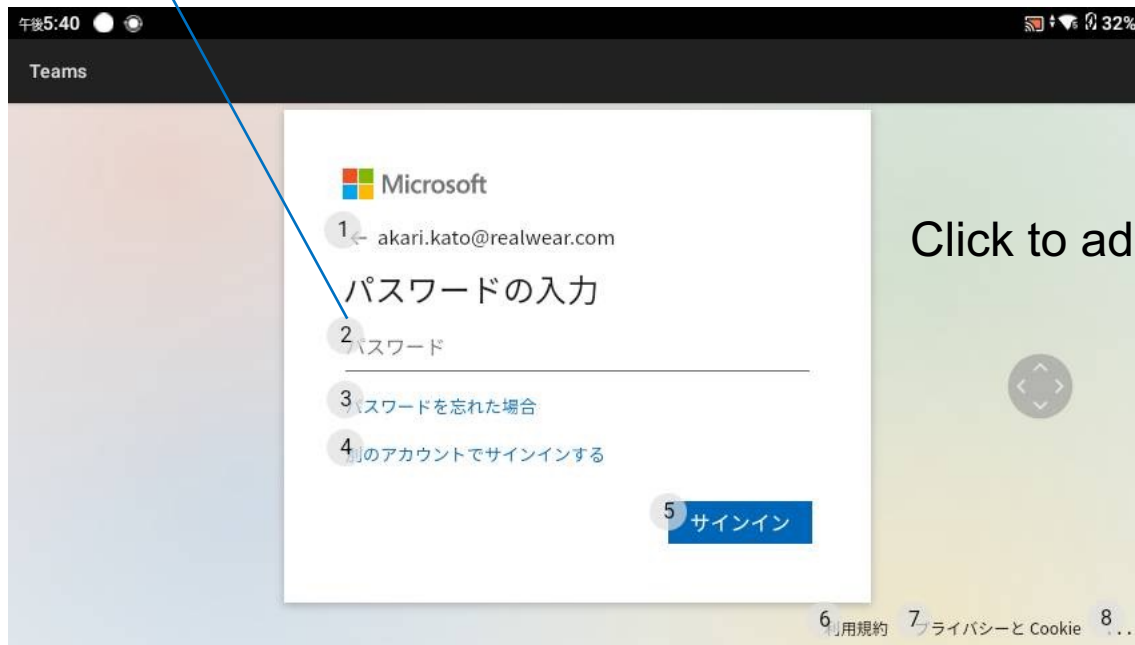 午後5:40 32%
Teams
Microsoft
1 ← akari.kato@realwear.com
Click to ad
パスワードの入力
2 パスワード
3 パスワードを忘れた場合
4 別のアカウントでサインインする
5 サインイン
6 利用規約 7 プライバシーと Cookie 8 ...